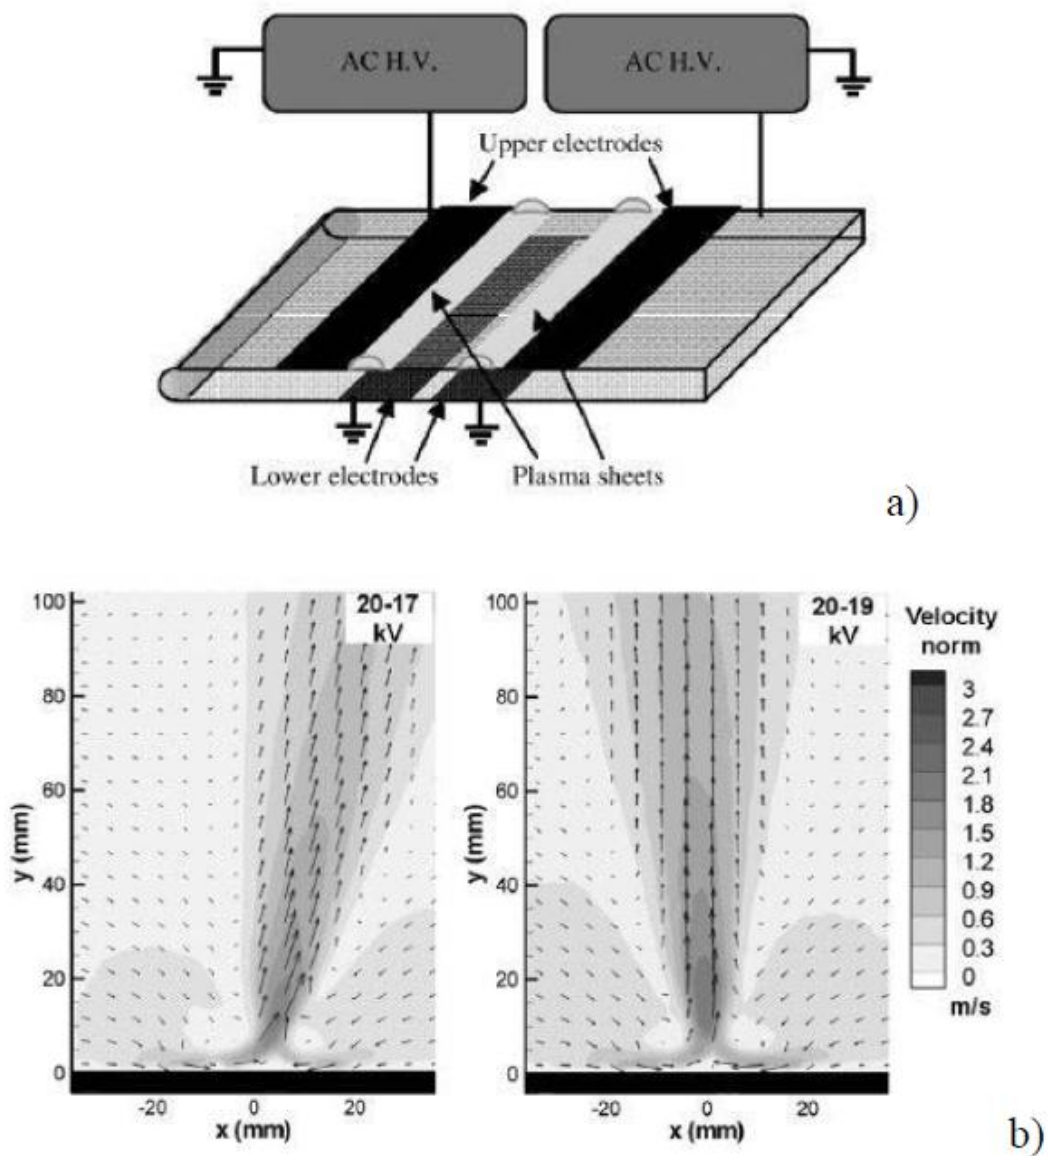 AC H.V.
AC H.V.
Upper electrodes
Lower electrodes
Plasma sheets
a)
100
80
60
40
20
0
y (mm)
20-17
kV
-20
0
20
x (mm)
100
80
60
40
20
0
y (mm)
20-19
kV
-20
0
20
x (mm)
Velocity
norm
3
2.7
2.4
2.1
1.8
1.5
1.2
0.9
0.6
0.3
0
m/s
b)